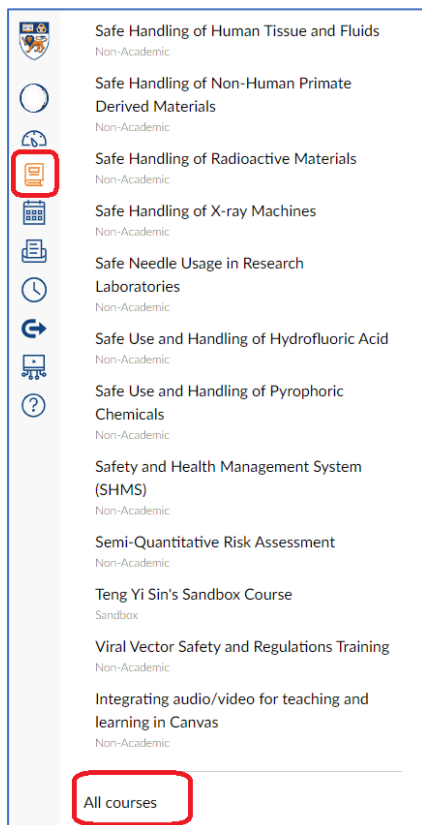 Safe Handling of Human Tissue and Fluids
Non-Academic
Safe Handling of Non-Human Primate
Derived Materials
Non-Academic
Safe Handling of Radioactive Materials
Non-Academic
Safe Handling of X-ray Machines
Non-Academic
Safe Needle Usage in Research
Laboratories
Non-Academic
Safe Use and Handling of Hydrofluoric Acid
Non-Academic
Safe Use and Handling of Pyrophoric
Chemicals
Non-Academic
Safety and Health Management System
(SHMS)
Non-Academic
Semi-Quantitative Risk Assessment
Non-Academic
Teng Yi Sin's Sandbox Course
Sandbox
Viral Vector Safety and Regulations Training
Non-Academic
Integrating audio/video for teaching and
learning in Canvas
Non-Academic
All courses